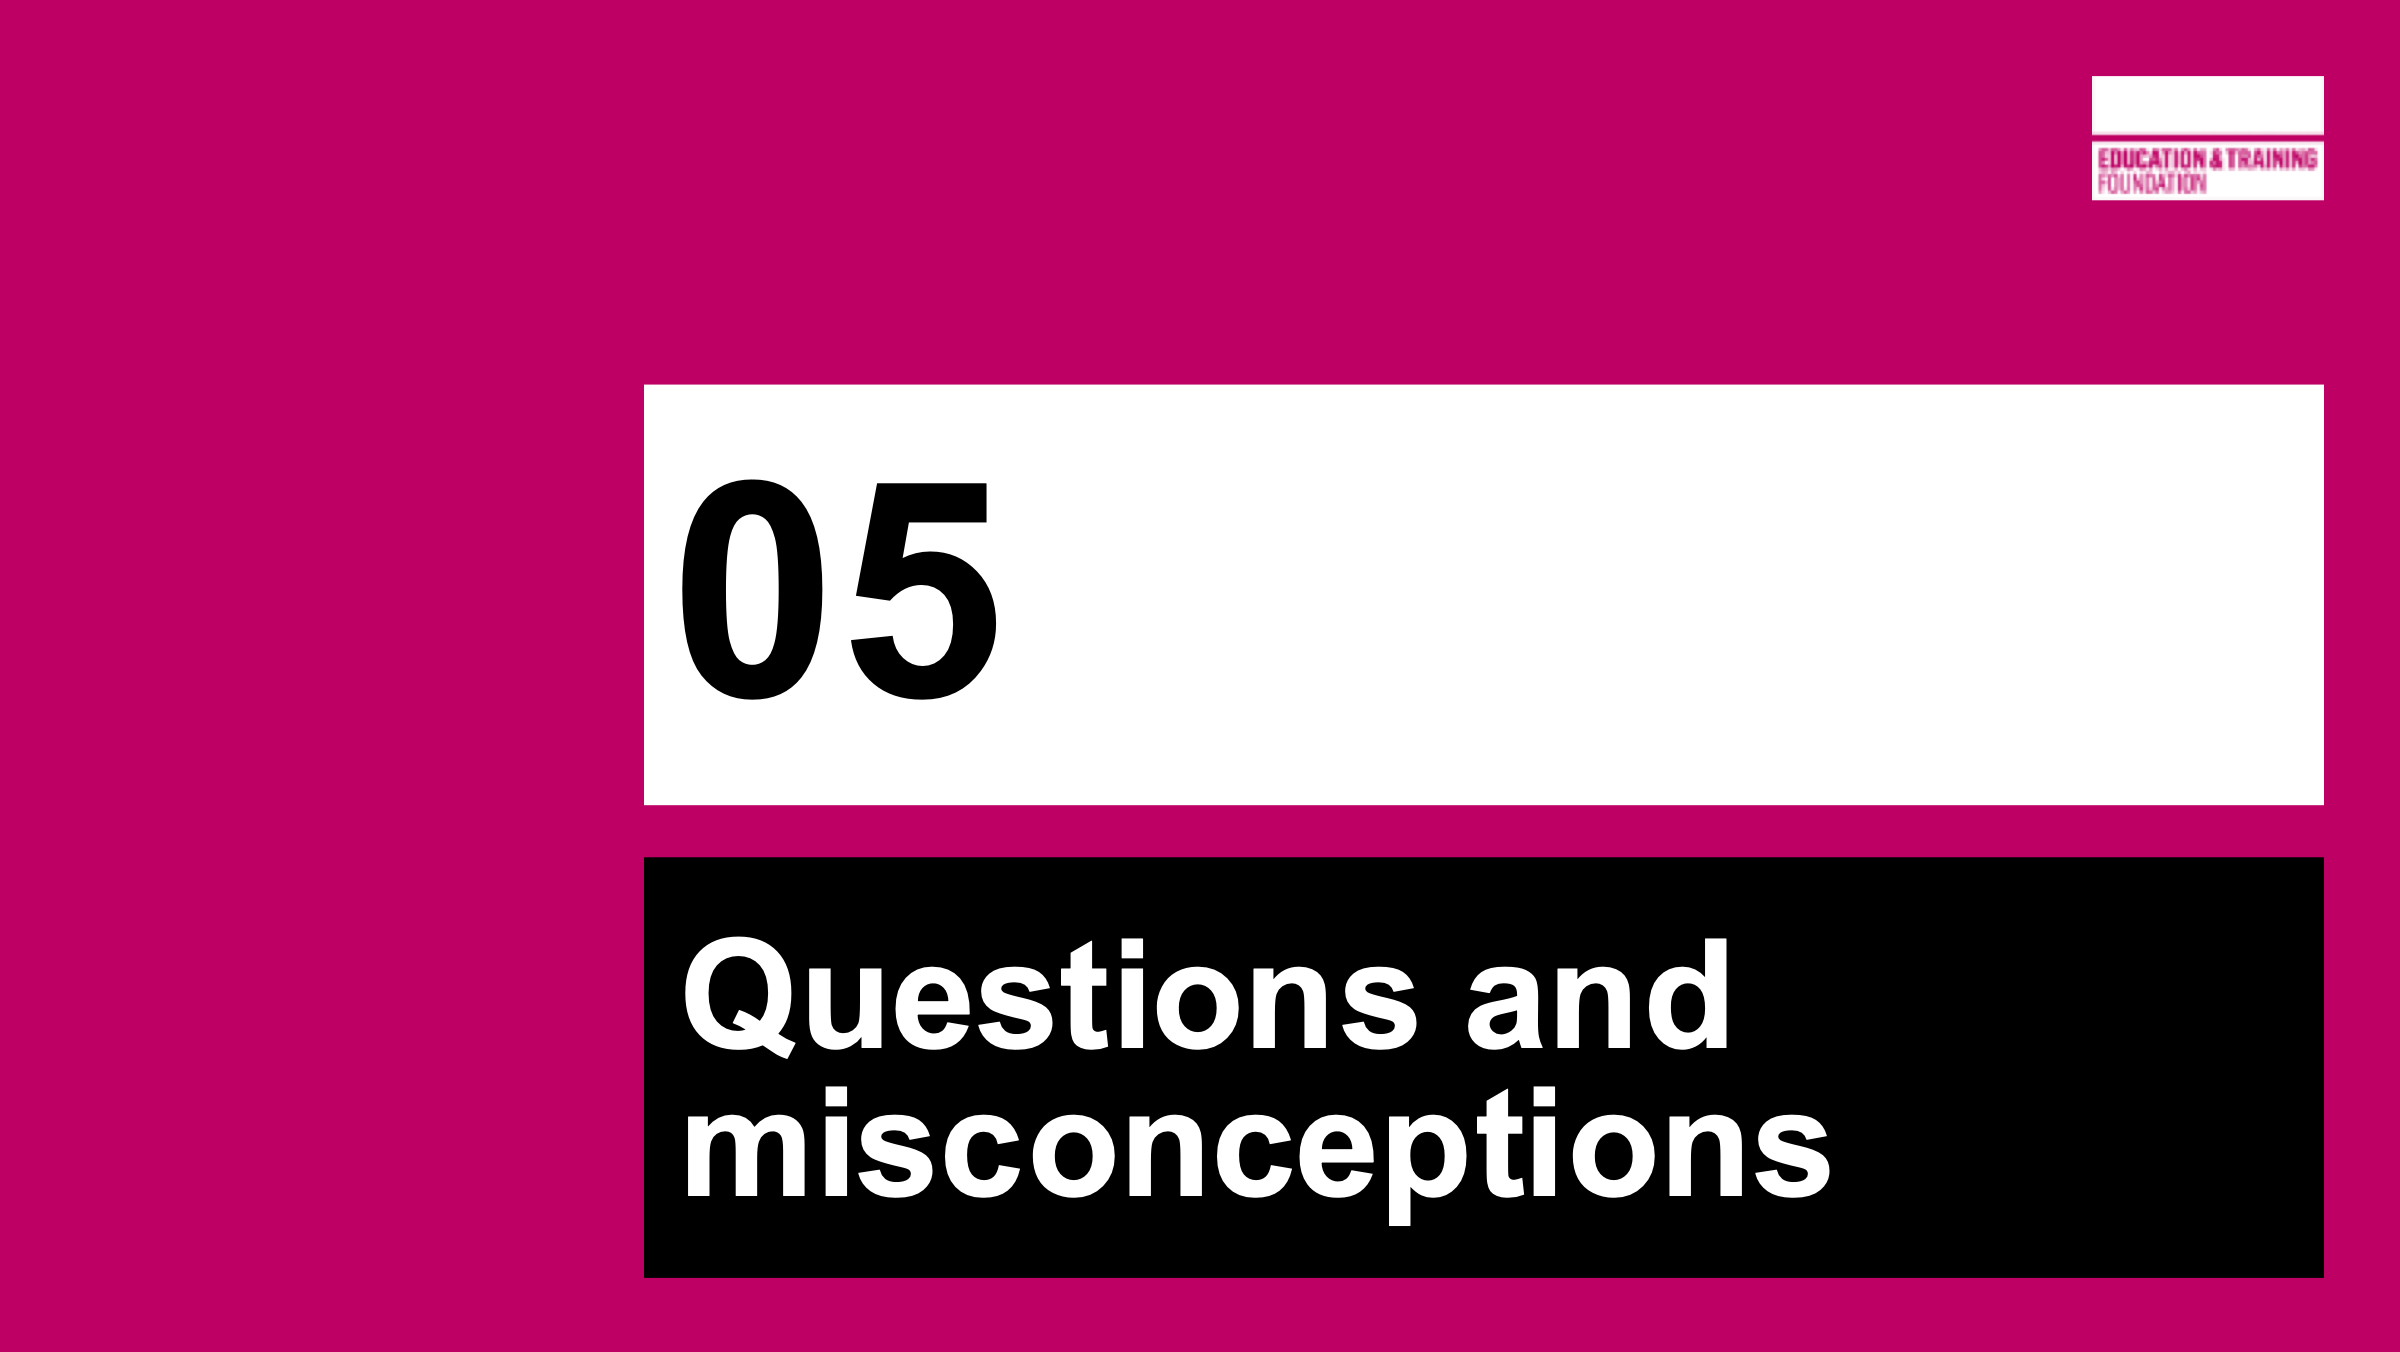 EDUCATION & TRAINING
FOUNDATION
05
Questions and
misconceptions